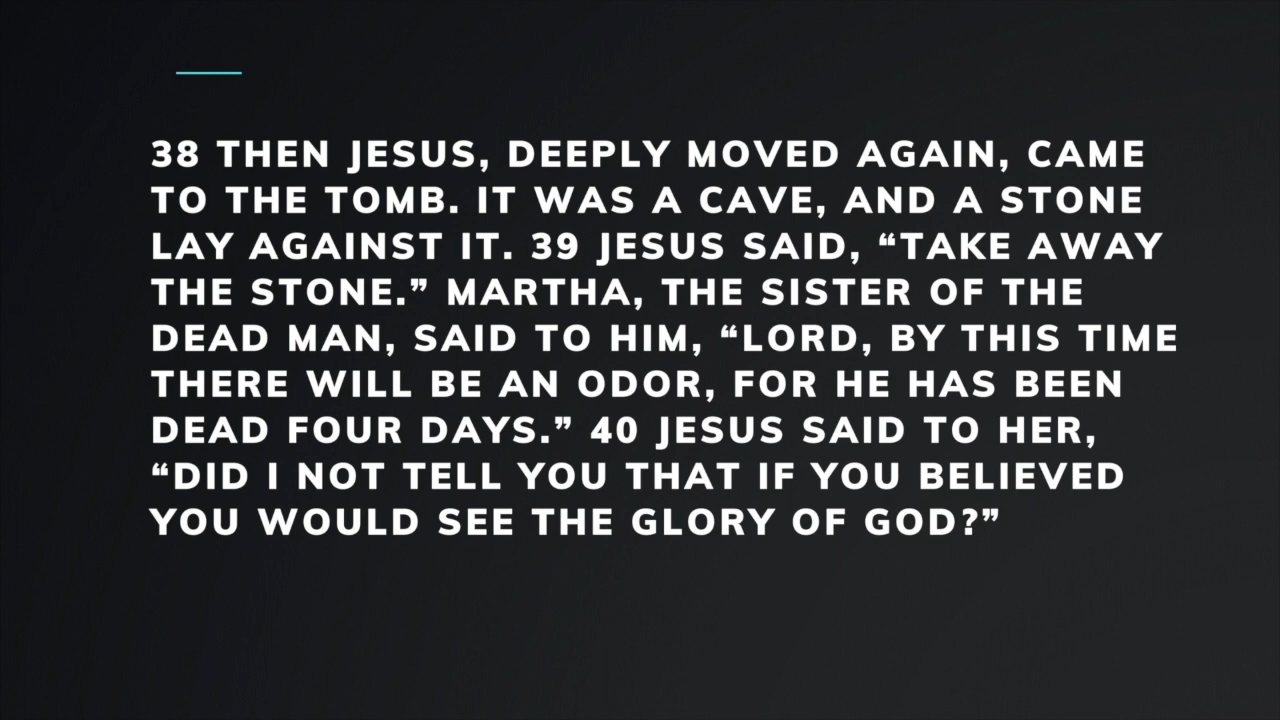 38 THEN JESUS, DEEPLY MOVED AGAIN, CAME
TO THE TOMB. IT WAS A CAVE, AND A STONE
LAY AGAINST IT. 39 JESUS SAID, “TAKE AWAY
THE STONE.” MARTHA, THE SISTER OF THE
DEAD MAN, SAID TO HIM, “LORD, BY THIS TIME
THERE WILL BE AN ODOR, FOR HE HAS BEEN
DEAD FOUR DAYS.” 40 JESUS SAID TO HER,
“DID I NOT TELL YOU THAT IF YOU BELIEVED
YOU WOULD SEE THE GLORY OF GOD?”